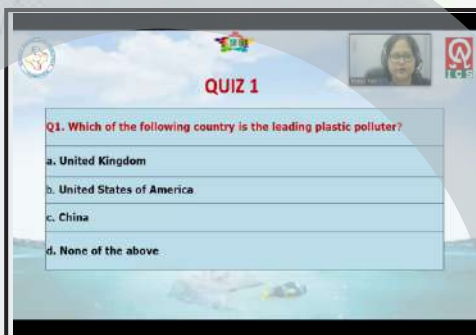 QUIZ 1
Q1. Which of the following country is the leading plastic polluter?
a. United Kingdom
b. United States of America
c. China
d. None of the above
ICS